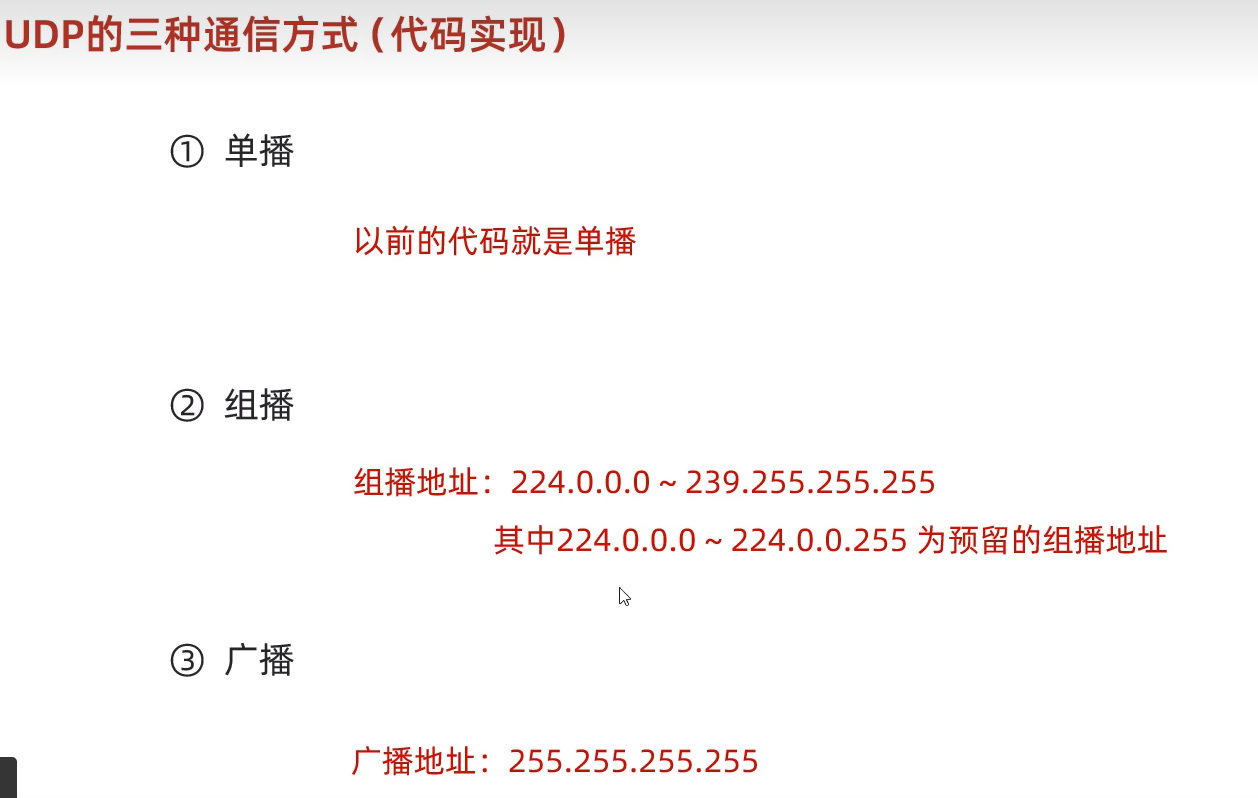 UDP的三种通信方式(代码实现)
① 单播
以前的代码就是单播
② 组播
组播地址：224.0.0.0 ~ 239.255.255.255
其中224.0.0.0 ~ 224.0.0.255 为预留的组播地址
③ 广播
广播地址：255.255.255.255